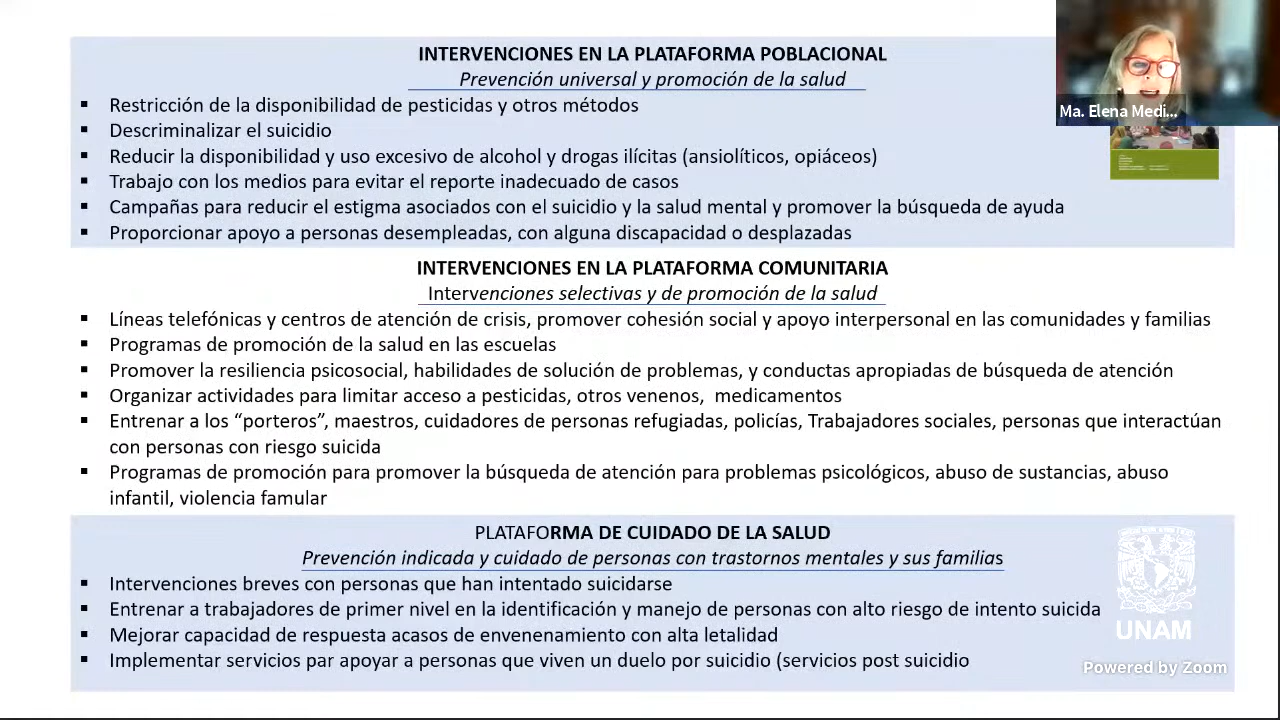 INTERVENCIONES EN LA PLATAFORMA POBLACIONAL
Prevención universal y promoción de la salud
▪ Restricción de la disponibilidad de pesticidas y otros métodos
▪ Descriminalizar el suicidio
▪ Reducir la disponibilidad y uso excesivo de alcohol y drogas ilícitas (ansiolíticos, opiáceos)
▪ Trabajo con los medios para evitar el reporte inadecuado de casos
▪ Campañas para reducir el estigma asociados con el suicidio y la salud mental y promover la búsqueda de ayuda
▪ Proporcionar apoyo a personas desempleadas, con alguna discapacidad o desplazadas
Ma. Elena Medi...
INTERVENCIONES EN LA PLATAFORMA COMUNITARIA
Intervenciones selectivas y de promoción de la salud
▪ Líneas telefónicas y centros de atención de crisis, promover cohesión social y apoyo interpersonal en las comunidades y familias
▪ Programas de promoción de la salud en las escuelas
▪ Promover la resiliencia psicosocial, habilidades de solución de problemas, y conductas apropiadas de búsqueda de atención
▪ Organizar actividades para limitar acceso a pesticidas, otros venenos, medicamentos
▪ Entrenar a los “porteros”, maestros, cuidadores de personas refugiadas, policías, Trabajadores sociales, personas que interactúan
con personas con riesgo suicida
▪ Programas de promoción para promover la búsqueda de atención para problemas psicológicos, abuso de sustancias, abuso
infantil, violencia famular
PLATAFORMA DE CUIDADO DE LA SALUD
Prevención indicada y cuidado de personas con trastornos mentales y sus familias
▪ Intervenciones breves con personas que han intentado suicidarse
▪ Entrenar a trabajadores de primer nivel en la identificación y manejo de personas con alto riesgo de intento suicida
▪ Mejorar capacidad de respuesta acasos de envenenamiento con alta letalidad
▪ Implementar servicios par apoyar a personas que viven un duelo por suicidio (servicios post suicidio
UNAM
Powered by Zoom